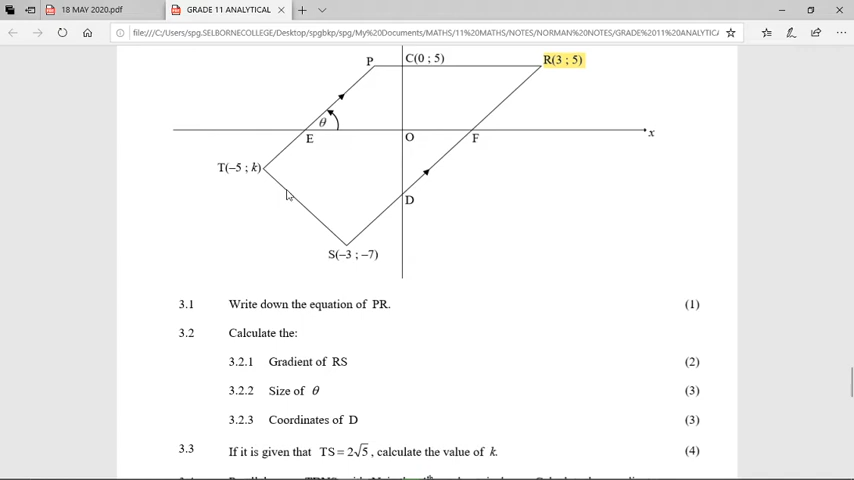 18 MAY 2020.pdf
GRADE 11 ANALYTICAL
file:///C:/Users/spg.SELBORNECOLLEGE/Desktop/spgbkp/spg/My%20Documents/MATHS/11%20MATHS/NOTES/NORMAN%20NOTES/GRADE%2011%20ANALYTICA
P
C(0 ; 5)
R(3 ; 5)
θ
E
O
F
x
T(–5 ; k)
D
S(–3 ; –7)
3.1 Write down the equation of PR. (1)
3.2 Calculate the:
3.2.1 Gradient of RS (2)
3.2.2 Size of θ (3)
3.2.3 Coordinates of D (3)
3.3 If it is given that TS = 2√5, calculate the value of k. (4)